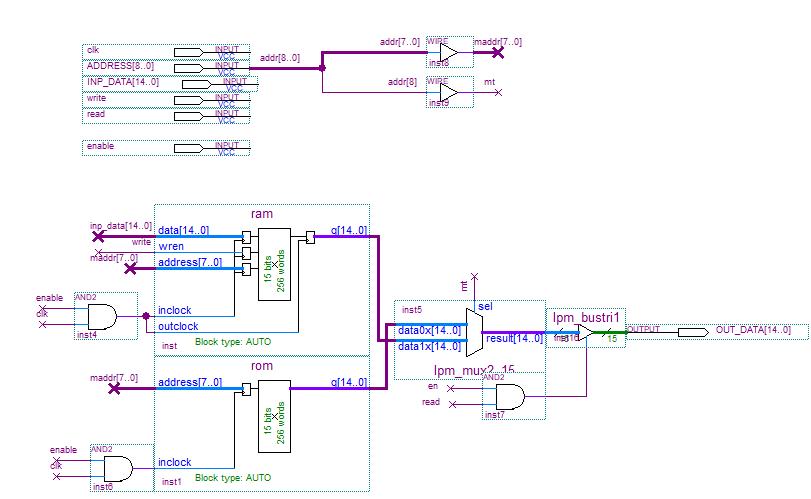 clk INPUT VCC
ADDRESS[8..0] INPUT VCC
INP_DATA[14..0] INPUT VCC
write INPUT VCC
read INPUT VCC
enable INPUT VCC
addr[8..0]
addr[7..0] WIRE maddr[7..0]
inst8
addr[8] WIRE mt
inst9
ram
inp_data[14..0] data[14..0] q[14..0]
write wren
maddr[7..0] address[7..0]
15 bits
256 words
enable AND2
clk inclock
outclock
inst4 inst Block type: AUTO
rom
maddr[7..0] address[7..0] q[14..0]
15 bits
256 words
enable AND2
clk inclock
inst6 inst1 Block type: AUTO
mt
inst5 sel
data0x[14..0]
data1x[14..0] result[14..0]
lpm_mux2_15
lpm_bustri1
15 OUTPUT OUT_DATA[14..0]
en AND2
read inst7